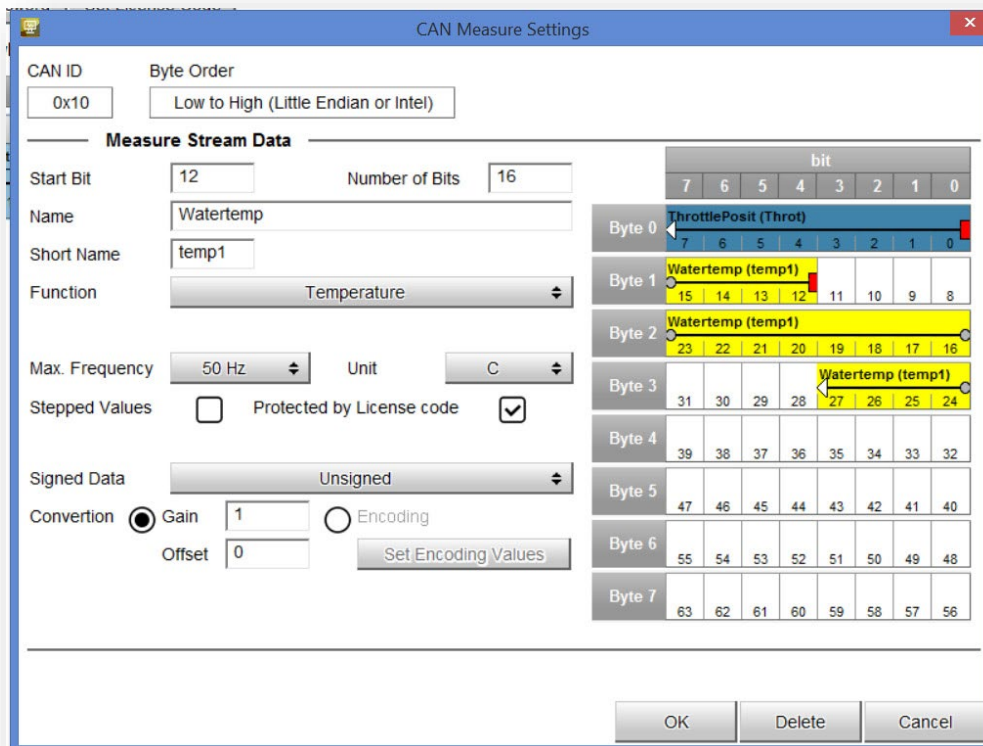 CAN Measure Settings
CAN ID Byte Order
0x10 Low to High (Little Endian or Intel)
Measure Stream Data
Start Bit 12 Number of Bits 16
Name Watertemp
Short Name temp1
Function Temperature
Max. Frequency 50 Hz Unit C
Stepped Values Protected by License code
Signed Data Unsigned
Convertion Gain 1 Encoding
Offset 0 Set Encoding Values
bit
7 6 5 4 3 2 1 0
Byte 0 ThrottlePosit (Throt)
7 6 5 4 3 2 1 0
Byte 1 Watertemp (temp1)
15 14 13 12 11 10 9 8
Byte 2 Watertemp (temp1)
23 22 21 20 19 18 17 16
Byte 3 Watertemp (temp1)
31 30 29 28 27 26 25 24
Byte 4
39 38 37 36 35 34 33 32
Byte 5
47 46 45 44 43 42 41 40
Byte 6
55 54 53 52 51 50 49 48
Byte 7
63 62 61 60 59 58 57 56
OK Delete Cancel